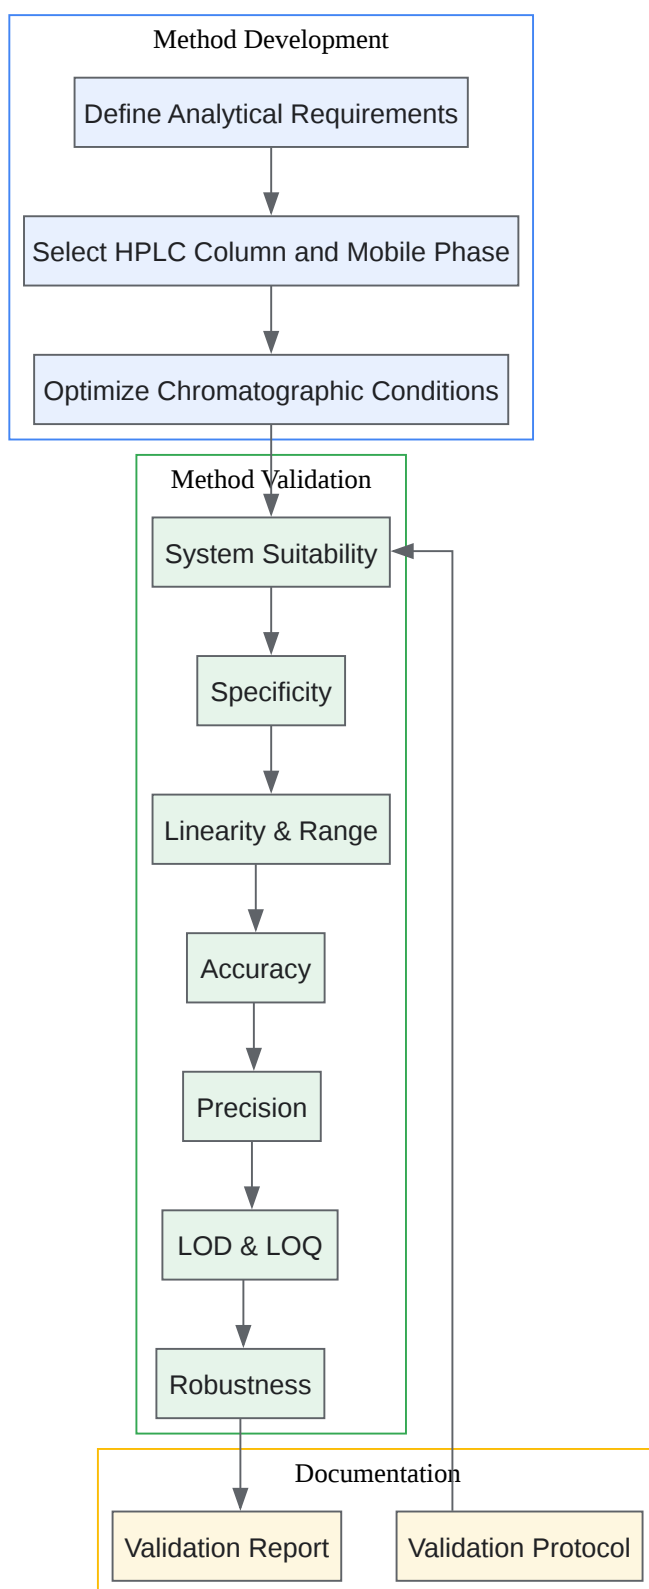 Method Development
Define Analytical Requirements
Select HPLC Column and Mobile Phase
Optimize Chromatographic Conditions
Method Validation
System Suitability
Specificity
Linearity & Range
Accuracy
Precision
LOD & LOQ
Robustness
Documentation
Validation Report
Validation Protocol